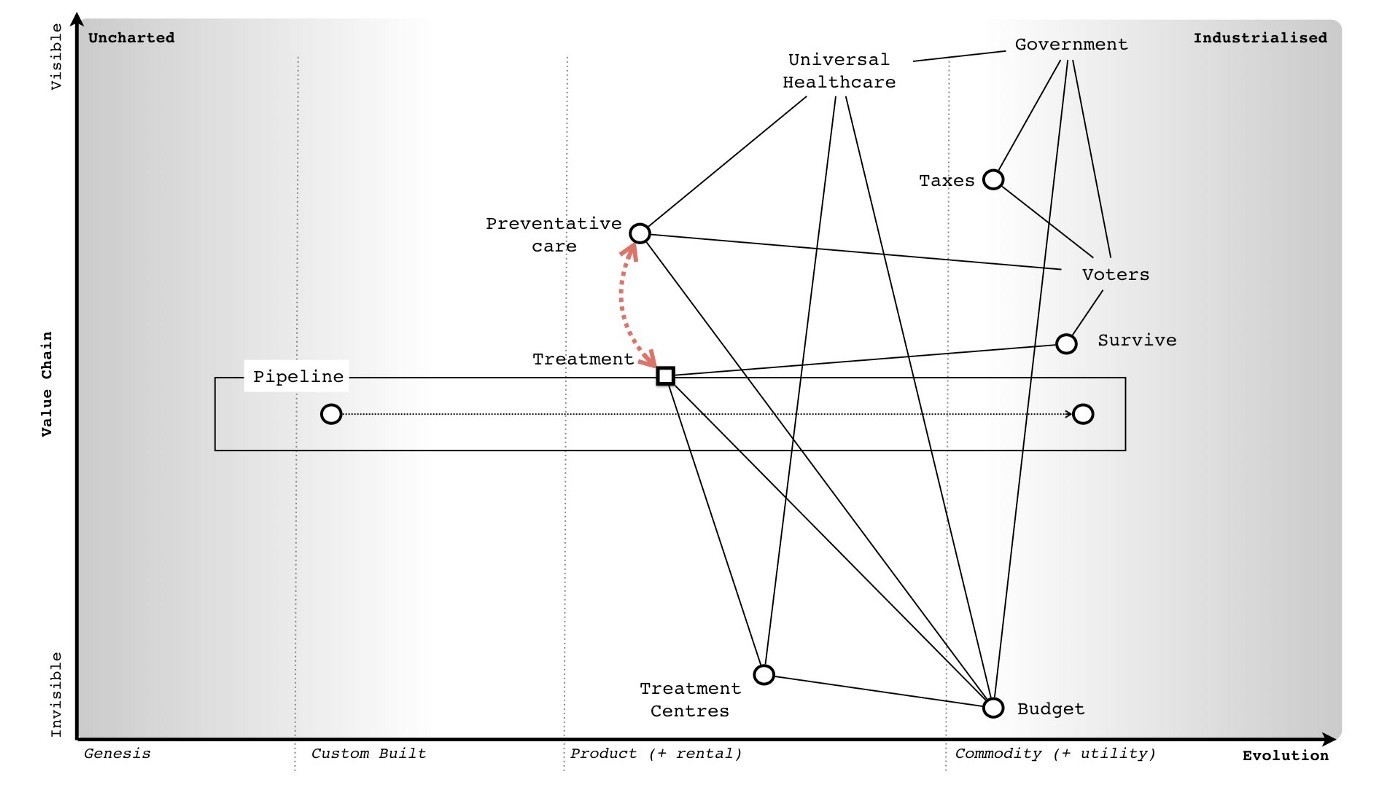 Visible
Uncharted
Industrialised
Government
Universal
Healthcare
Taxes
Preventative
care
Voters
Survive
Treatment
Pipeline
Value Chain
Treatment
Centres
Budget
Invisible
Genesis
Custom Built
Product (+ rental)
Commodity (+ utility)
Evolution